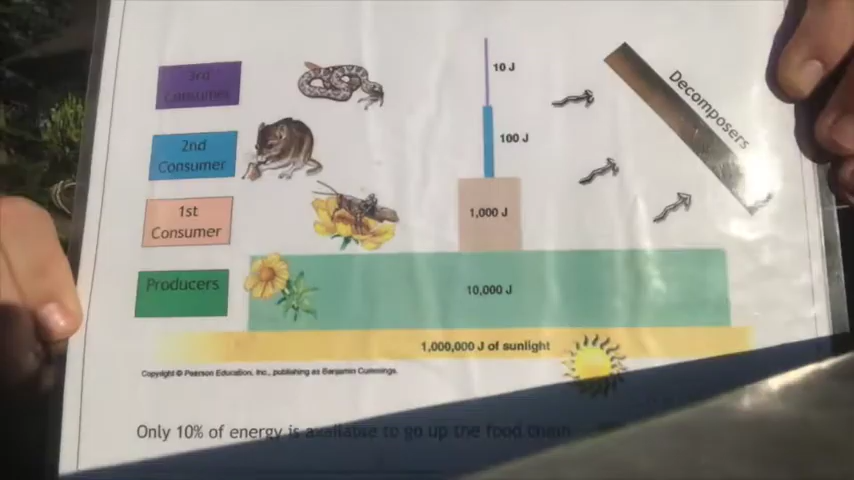 3rd
Consumer
10 J
Decomposers
2nd
Consumer
100 J
1st
Consumer
1,000 J
Producers
10,000 J
1,000,000 J of sunlight
Copyright © Pearson Education, Inc., publishing as Benjamin Cummings.
Only 10% of energy is available to go up the food chain